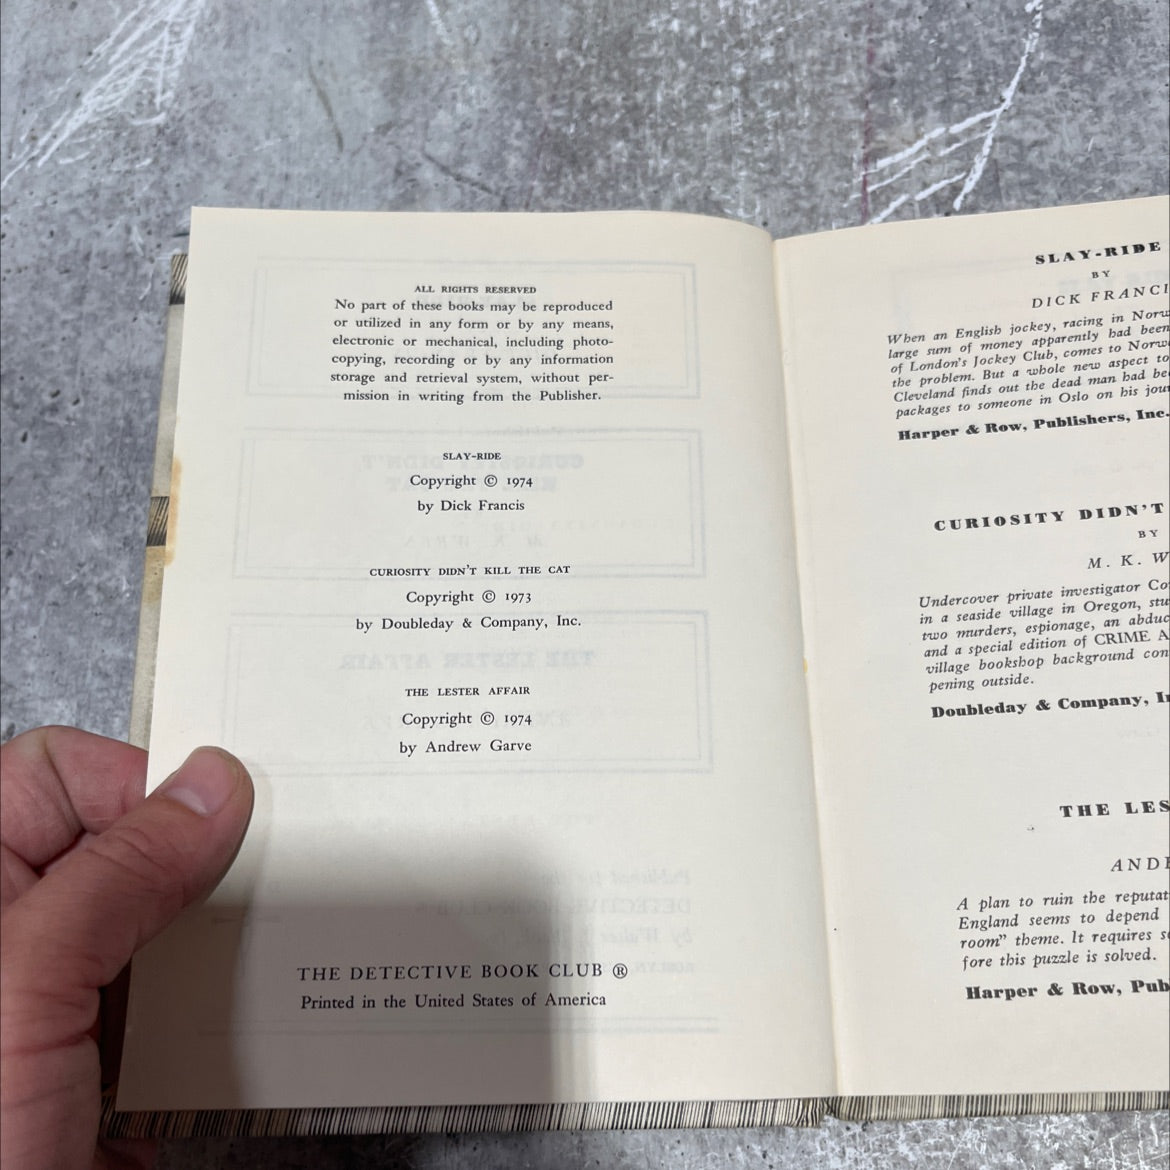 ALL RIGHTS RESERVED
No part of these books may be reproduced
or utilized in any form or by any means,
electronic or mechanical, including photo-
copying, recording or by any information
storage and retrieval system, without per-
mission in writing from the Publisher.
SLAY-RIDE
Copyright © 1974
by Dick Francis
CURIOSITY DIDN'T KILL THE CAT
Copyright © 1973
by Doubleday & Company, Inc.
THE LESTER AFFAIR
Copyright © 1974
by Andrew Garve
THE DETECTIVE BOOK CLUB ®
Printed in the United States of America
SLAY-RIDE
BY
DICK
When an English jockey, racing in
large sum of money apparently had been
of London's Jockey Club, comes to
the problem. But a whole new aspect to
Cleveland finds out the dead man had
packages to someone in Oslo on his
Harper & Row, Publishers, Inc.
CURIOSITY DIDN'T
BY
M. K.
Undercover private investigator
in a seaside village in Oregon,
two murders, espionage, an
and a special edition of CRIME
village bookshop background
pening outside.
Doubleday & Company,
THE
A plan to ruin the
England seems to depend
room" theme. It requires
fore this puzzle is solved.
Harper & Row,